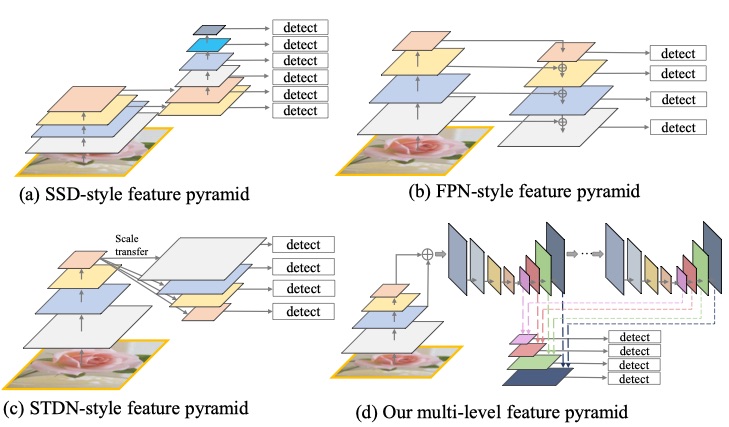 detect
detect
detect
detect
detect
detect
(a) SSD-style feature pyramid
detect
detect
detect
detect
(b) FPN-style feature pyramid
Scale
transfer
detect
detect
detect
detect
(c) STDN-style feature pyramid
...
detect
detect
detect
detect
(d) Our multi-level feature pyramid